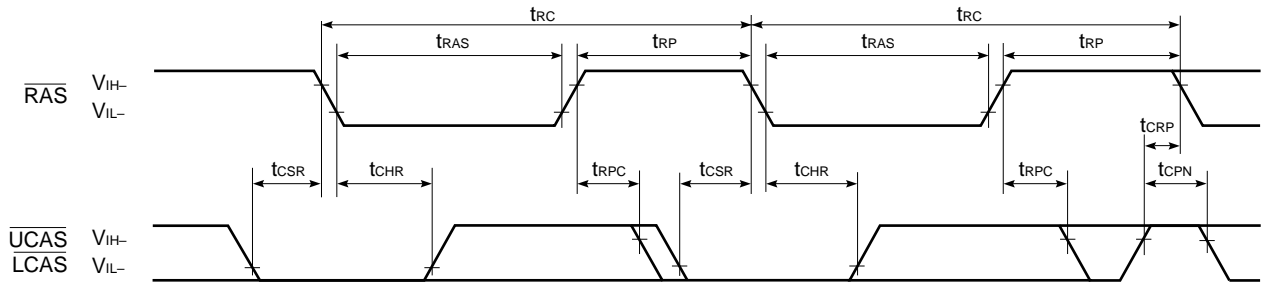 tRC tRC
tRAS tRP tRAS tRP
RAS VIH–
VIL–
tCRP
tCSR tCHR tRPC tCSR tCHR tRPC tCPN
UCAS VIH–
LCAS VIL–